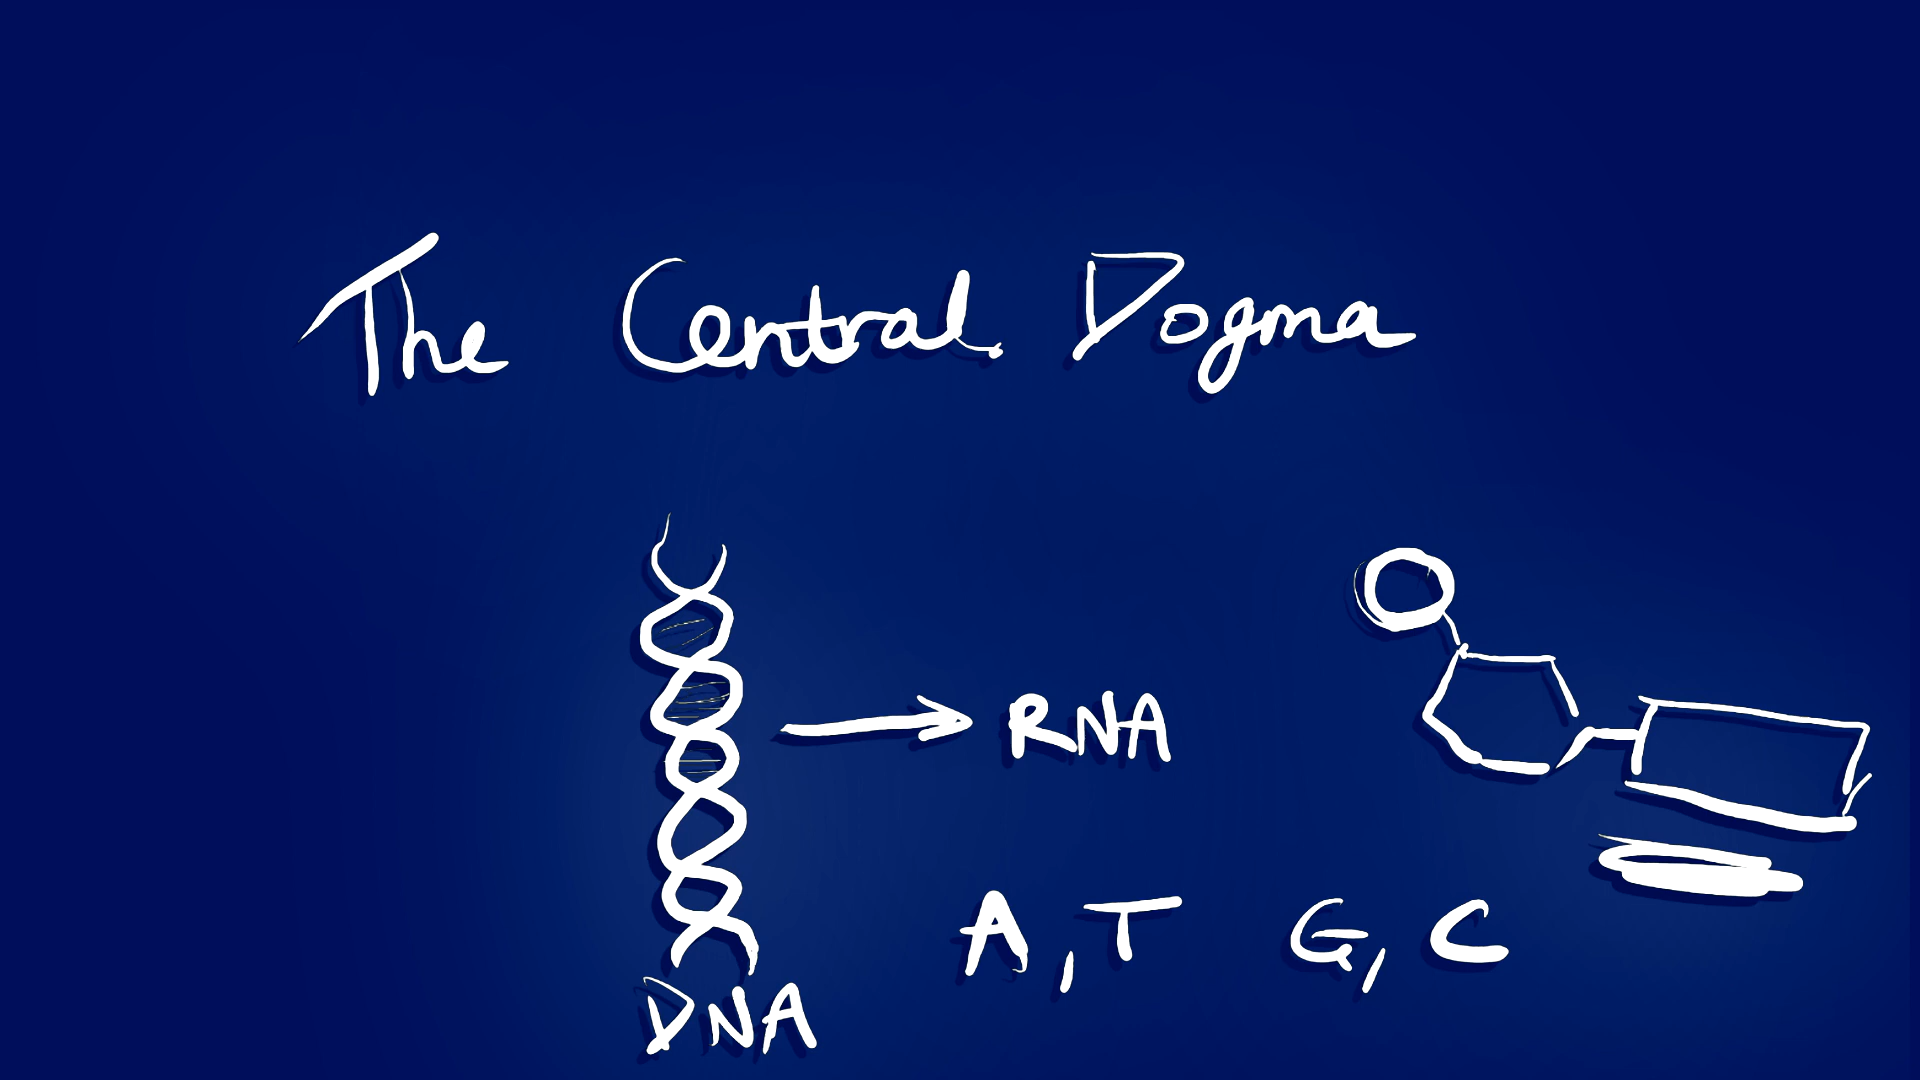 The Central Dogma
RNA
A, T G, C
DNA